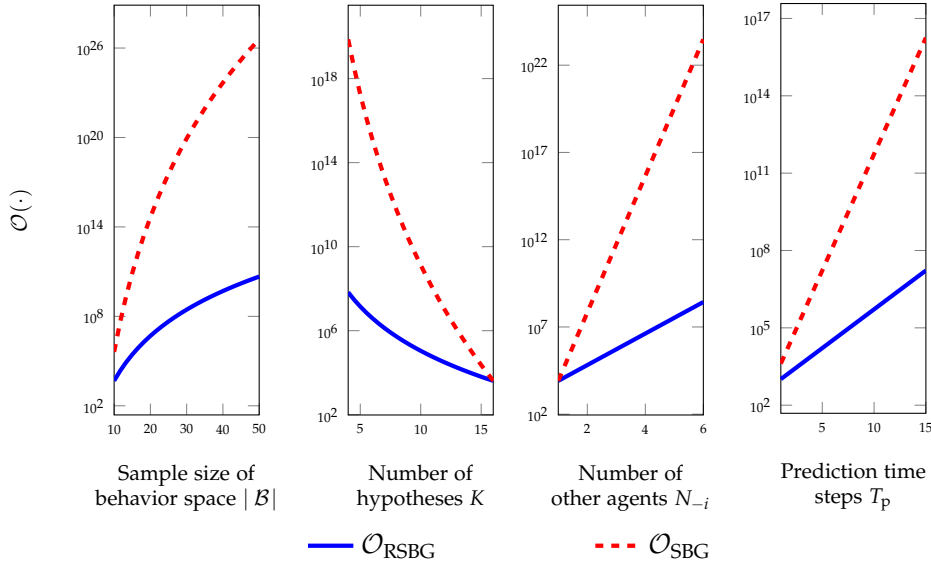 O(·)
10^26
10^20
10^14
10^8
10^2
10 20 30 40 50
Sample size of
behavior space | B|
10^18
10^14
10^10
10^6
10^2
5 10 15
Number of
hypotheses K
10^22
10^17
10^12
10^7
10^2
2 4 6
Number of
other agents N_{−i}
10^17
10^14
10^11
10^8
10^5
10^2
5 10 15
Prediction time
steps T_p
O_RSBG O_SBG